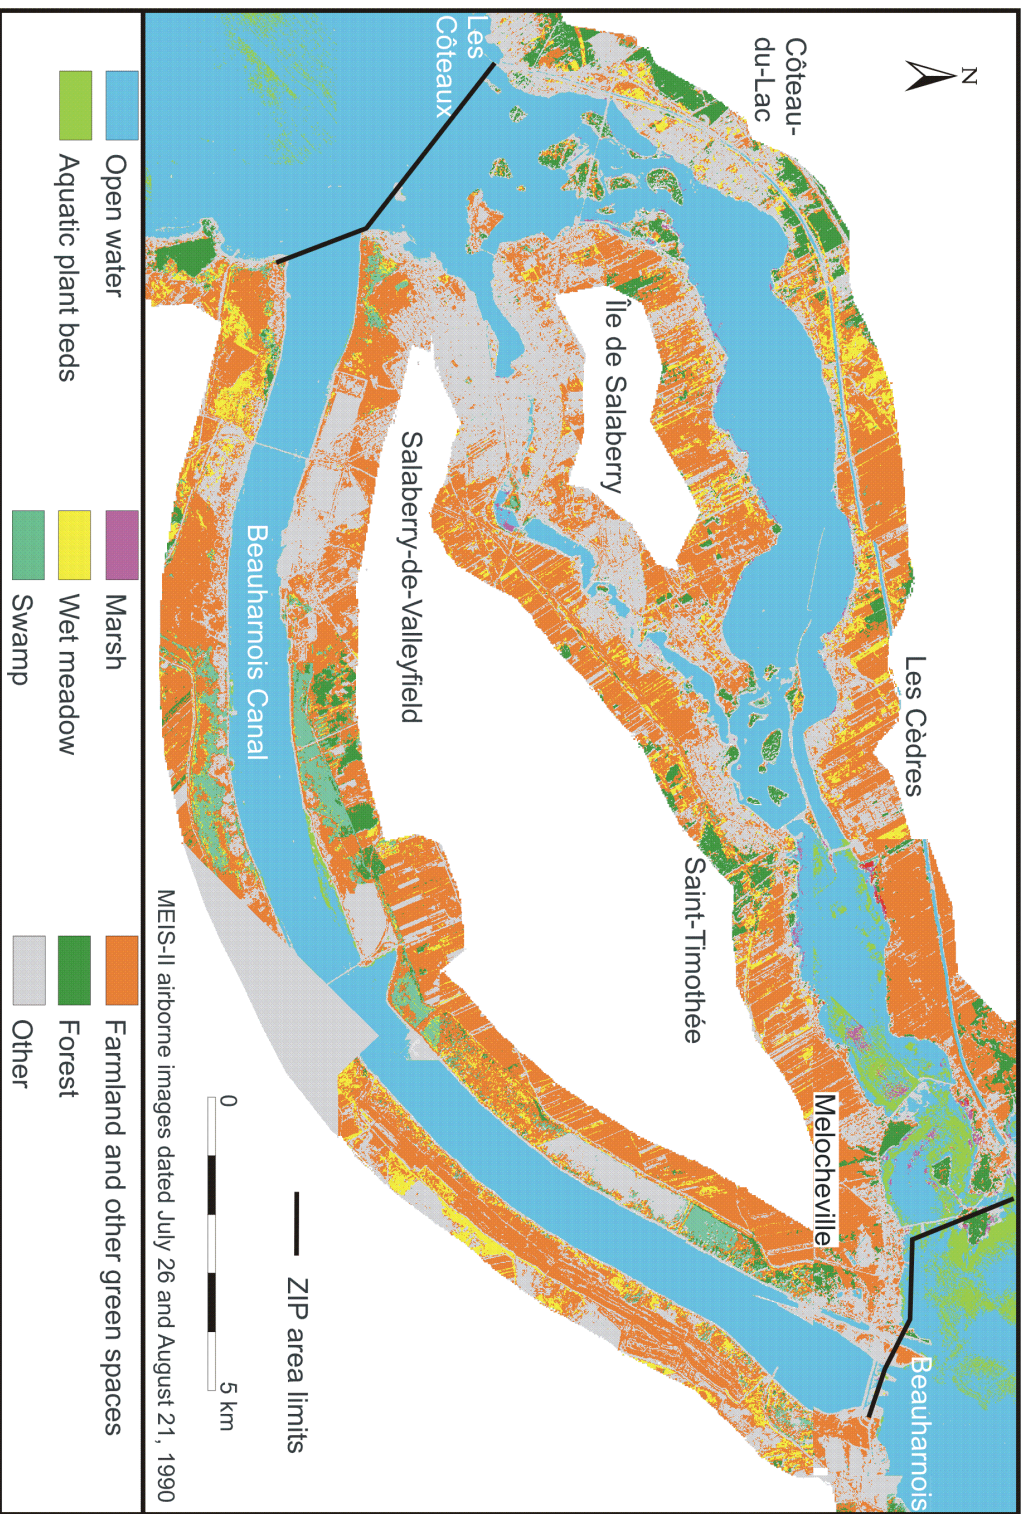 N
Les
Côteaux
Côteau-
du-Lac
Île de Salaberry
Salaberry-de-Valleyfield
Les Cèdres
Saint-Timothée
Beauharnois Canal
Melocheville
Beauharnois
ZIP area limits
0
5 km
MEIS-II airborne images dated July 26 and August 21, 1990
Open water
Aquatic plant beds
Marsh
Wet meadow
Swamp
Farmland and other green spaces
Forest
Other